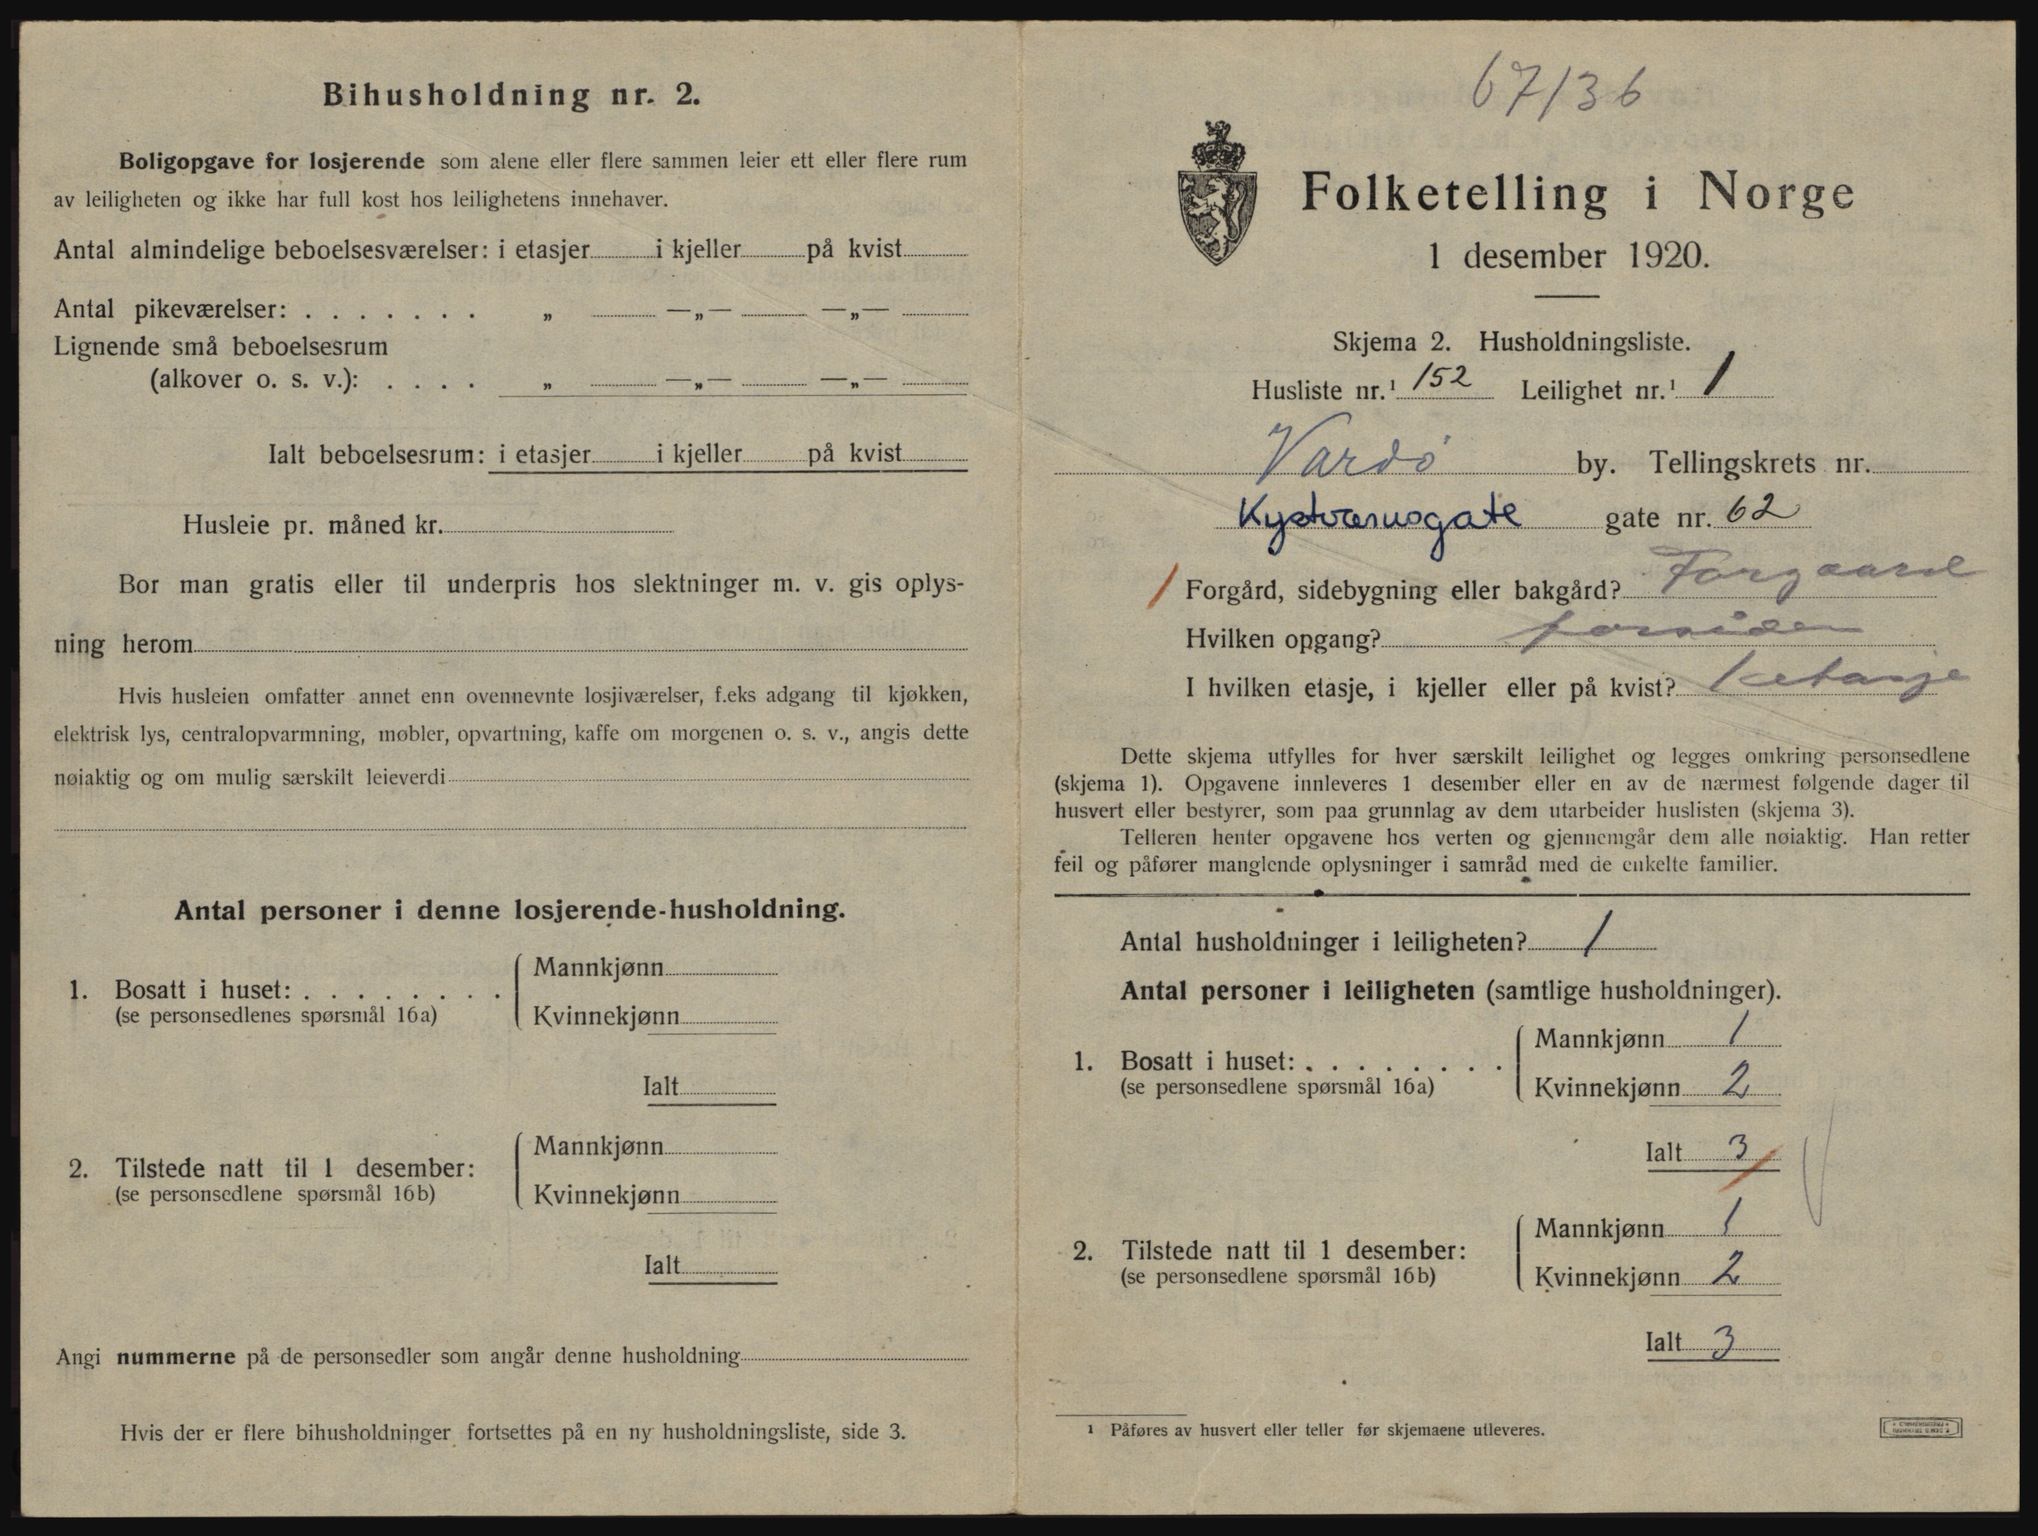 Bihusholdning nr. 2.
Boligopgave for losjerende som alene eller flere sammen leier ett eller flere rum
av leiligheten og ikke har full kost hos leilighetens innehaver.
Antal almindelige beboelsesværelser: i etasjer i kjeller på kvist
Antal pikeværelser: . . . . . . . „ —„— —„—
Lignende små beboelsesrum
(alkover o. s. v.): . . . . „ —„— —„—
Ialt beboelsesrum: i etasjer i kjeller på kvist
Husleie pr. måned kr.
Bor man gratis eller til underpris hos slektninger m. v. gis oplys-
ning herom
Hvis husleien omfatter annet enn ovennevnte losjiværelser, f.eks adgang til kjøkken,
elektrisk lys, centralopvarmning, møbler, opvartning, kaffe om morgenen o. s. v., angis dette
nøiaktig og om mulig særskilt leieverdi
Antal personer i denne losjerende-husholdning.
1. Bosatt i huset: . . . . . . . .
(se personsedlenes spørsmål 16a)
Mannkjønn
Kvinnekjønn
Ialt
2. Tilstede natt til 1 desember:
(se personsedlene spørsmål 16b)
Mannkjønn
Kvinnekjønn
Ialt
Angi nummerne på de personsedler som angår denne husholdning
Hvis der er flere bihusholdninger fortsettes på en ny husholdningsliste, side 3.
67/36
Folketelling i Norge
1 desember 1920.
Skjema 2. Husholdningsliste.
Husliste nr.¹ 152 Leilighet nr.¹ 1
Vardø by. Tellingskrets nr.
Kystværnsgate gate nr. 62
Forgård, sidebygning eller bakgård? Forgaard
Hvilken opgang? forsiden
I hvilken etasje, i kjeller eller på kvist? 1 etasje
Dette skjema utfylles for hver særskilt leilighet og legges omkring personsedlene
(skjema 1). Opgavene innleveres 1 desember eller en av de nærmest følgende dager til
husvert eller bestyrer, som paa grunnlag av dem utarbeider huslisten (skjema 3).
Telleren henter opgavene hos verten og gjennemgår dem alle nøiaktig. Han retter
feil og påfører manglende oplysninger i samråd med de enkelte familier.
Antal husholdninger i leiligheten? 1
Antal personer i leiligheten (samtlige husholdninger).
1. Bosatt i huset: . . . . . . . .
(se personsedlene spørsmål 16a)
Mannkjønn 1
Kvinnekjønn 2
Ialt 3
2. Tilstede natt til 1 desember:
(se personsedlene spørsmål 16b)
Mannkjønn 1
Kvinnekjønn 2
Ialt 3
¹ Påføres av husvert eller teller før skjemaene utleveres.